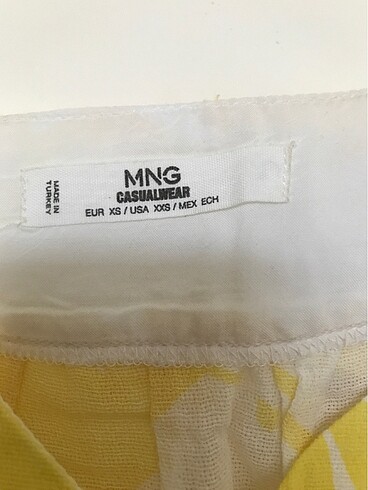 MADE IN
TURKEY
MNG
CASUALWEAR
EUR XS / USA XXS / MEX ECH